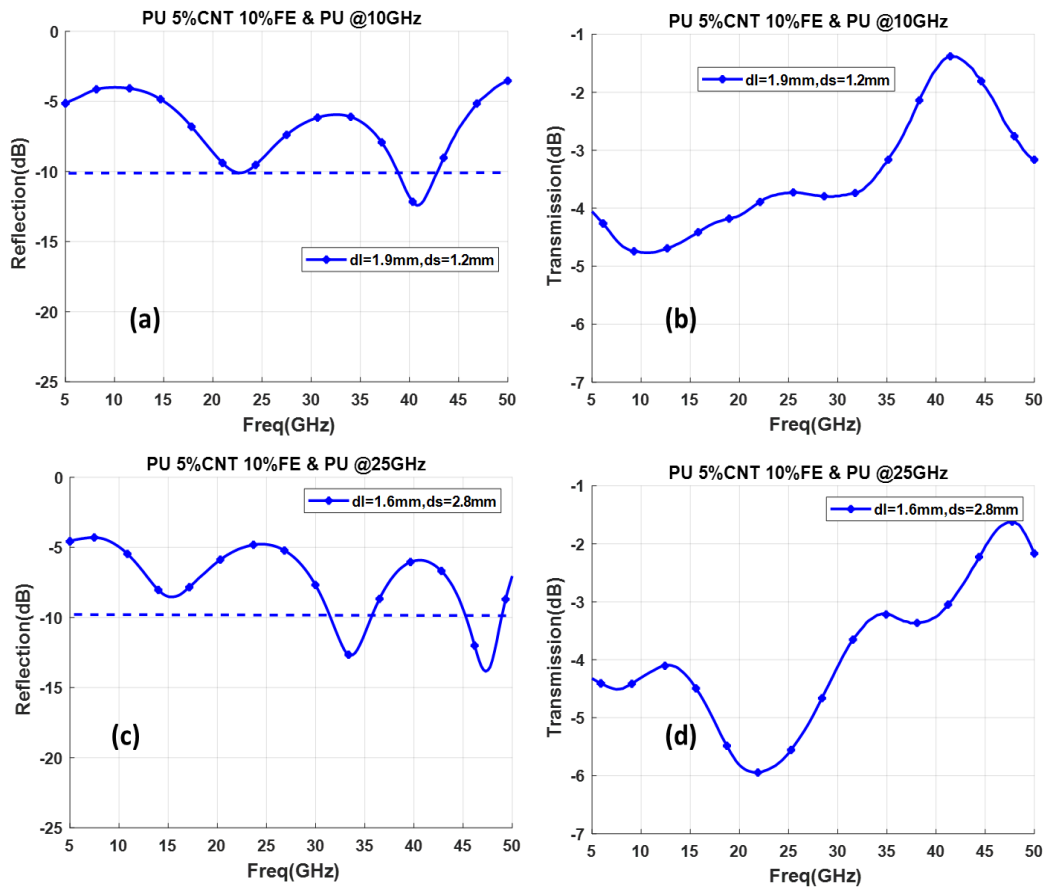 PU 5%CNT 10%FE & PU @10GHz
0
-5
-10
-15
-20
-25
Reflection(dB)
dl=1.9mm,ds=1.2mm
(a)
5 10 15 20 25 30 35 40 45 50
Freq(GHz)
PU 5%CNT 10%FE & PU @10GHz
-1
-2
-3
-4
-5
-6
-7
Transmission(dB)
dl=1.9mm,ds=1.2mm
(b)
5 10 15 20 25 30 35 40 45 50
Freq(GHz)
PU 5%CNT 10%FE & PU @25GHz
0
-5
-10
-15
-20
-25
Reflection(dB)
dl=1.6mm,ds=2.8mm
(c)
5 10 15 20 25 30 35 40 45 50
Freq(GHz)
PU 5%CNT 10%FE & PU @25GHz
-1
-2
-3
-4
-5
-6
-7
Transmission(dB)
dl=1.6mm,ds=2.8mm
(d)
5 10 15 20 25 30 35 40 45 50
Freq(GHz)